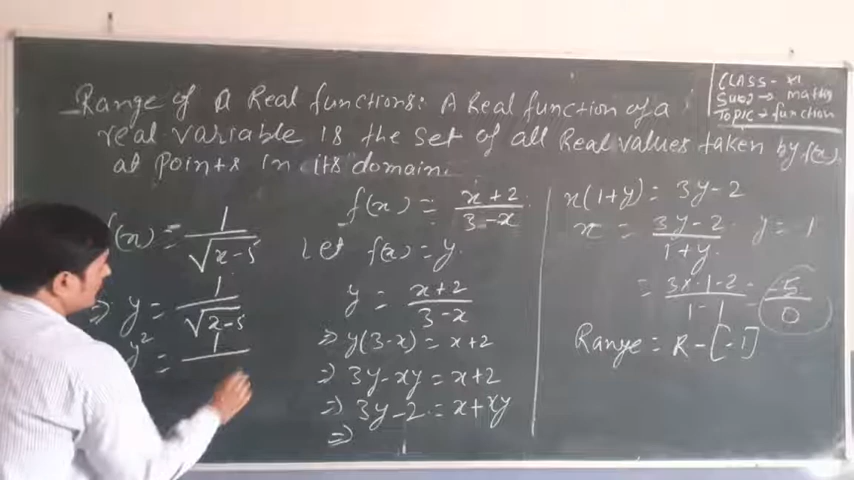 CLASS - XI
Sub → maths
Topic → function
Range of a Real functions: A Real function of a
real variable is the set of all Real values taken by f(x).
at points in its domain.
f(x) = 1/√(x-5)
⇒ y = 1/√(x-5)
y² = 1
f(x) = (x+2)/(3-x)
Let f(x) = y.
y = (x+2)/(3-x)
⇒ y(3-x) = x+2
⇒ 3y-xy = x+2
⇒ 3y-2 = x+xy
⇒
x(1+y) = 3y-2
x = (3y-2)/(1+y) y = 1
= (3×-1-2)/(1-1) = -5/0
Range = R - [-1]